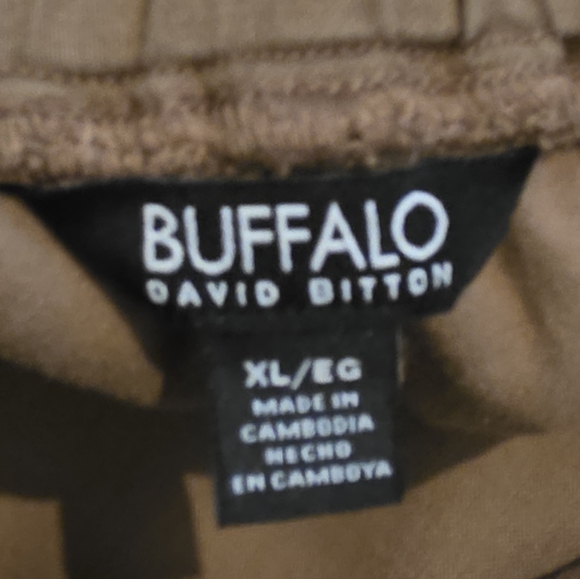 BUFFALO
DAVID BITTON
XL/EG
MADE IN
CAMBODIA
HECHO
EN CAMBOYA